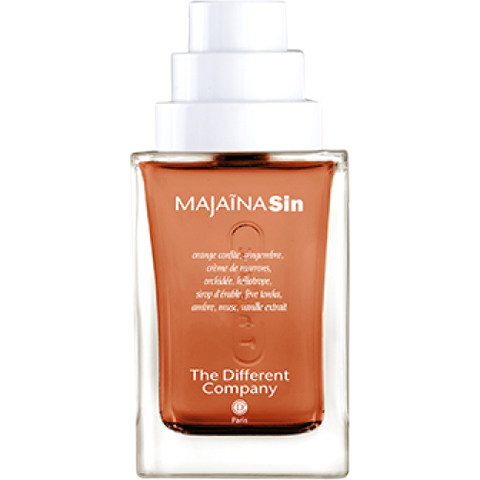 MAJAÏNA Sin
orange confite, gingembre,
crème de marrons,
orchidée, héliotrope,
sirop d'érable, fève tonka,
ambre, musc, vanille extrait
The Different
Company
Paris